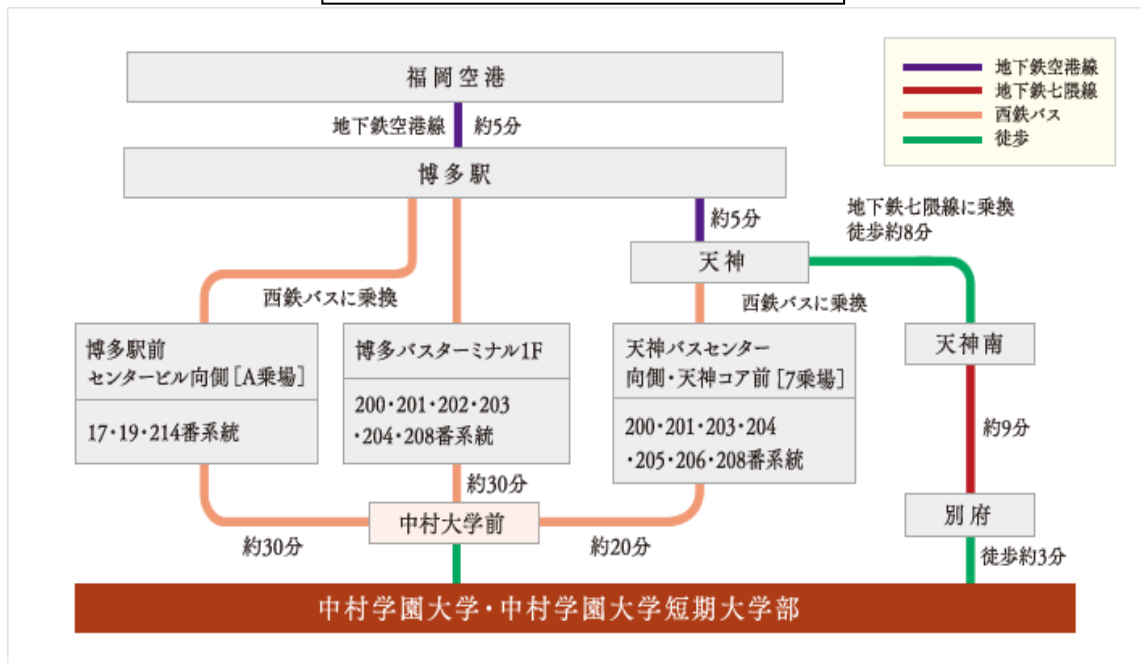 福岡空港
地下鉄空港線
地下鉄七隈線
西鉄バス
徒歩
地下鉄空港線 約5分
博多駅
約5分
地下鉄七隈線に乗換
徒歩約8分
天神
西鉄バスに乗換
西鉄バスに乗換
博多駅前
センタービル向側[A乗場]
17・19・214番系統
博多バスターミナル1F
200・201・202・203
・204・208番系統
天神バスセンター
向側・天神コア前[7乗場]
200・201・203・204
・205・206・208番系統
天神南
約9分
約30分
中村大学前
別府
約30分
約20分
徒歩約3分
中村学園大学・中村学園大学短期大学部